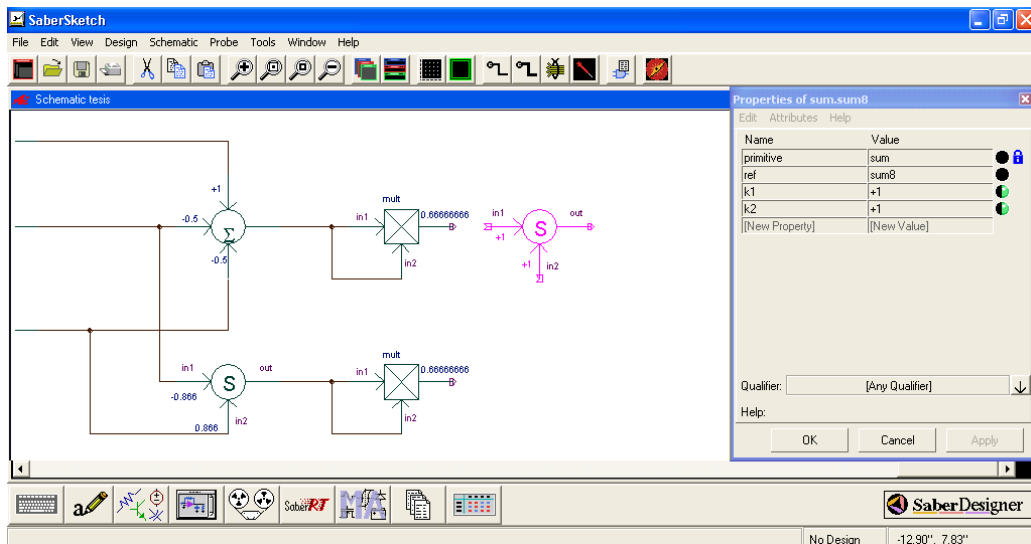 SaberSketch
File Edit View Design Schematic Probe Tools Window Help
Schematic tesis
+1
-0.5
Σ
-0.5
mult
in1
0.66666666
in2
in1
out
S
+1
+1 in2
in1
out
S
-0.866
0.866
in2
mult
in1
0.66666666
in2
Properties of sum.sum8
Edit Attributes Help
Name Value
primitive sum
ref sum8
k1 +1
k2 +1
[New Property] [New Value]
Qualifier: [Any Qualifier]
Help:
OK Cancel Apply
a
SaberRT
MA
SaberDesigner
No Design -12.90", 7.83"